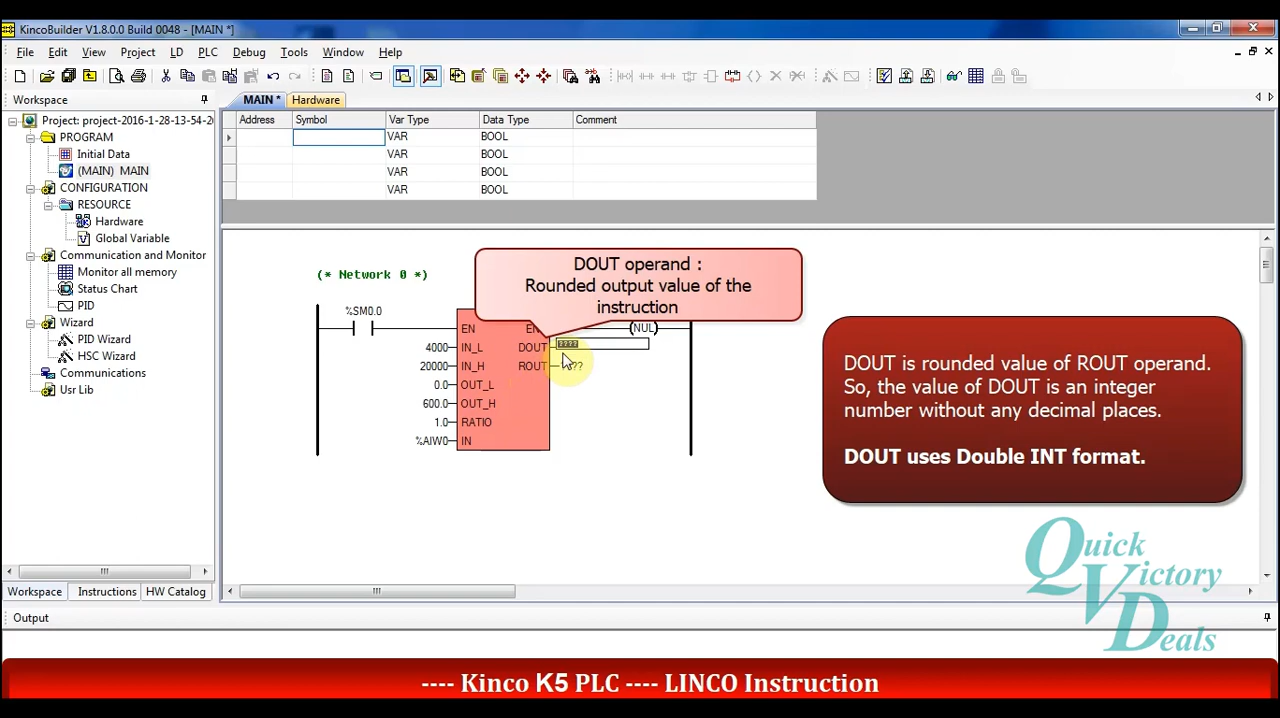 KincoBuilder V1.8.0.0 Build 0048 - [MAIN *]
File Edit View Project LD PLC Debug Tools Window Help
Workspace
MAIN * Hardware
Project: project-2016-1-28-13-54-2
PROGRAM
Initial Data
(MAIN) MAIN
CONFIGURATION
RESOURCE
Hardware
Global Variable
Communication and Monitor
Monitor all memory
Status Chart
PID
Wizard
PID Wizard
HSC Wizard
Communications
Usr Lib
Workspace Instructions HW Catalog
Address Symbol Var Type Data Type Comment
VAR BOOL
VAR BOOL
VAR BOOL
VAR BOOL
(* Network 0 *)
DOUT operand :
Rounded output value of the
instruction
%SM0.0
EN EN (NUL)
4000 IN_L DOUT ????
20000 IN_H ROUT ???
0.0 OUT_L
600.0 OUT_H
1.0 RATIO
%AIW0 IN
DOUT is rounded value of ROUT operand.
So, the value of DOUT is an integer
number without any decimal places.
DOUT uses Double INT format.
Quick
Victory
Deals
Output
---- Kinco K5 PLC ---- LINCO Instruction